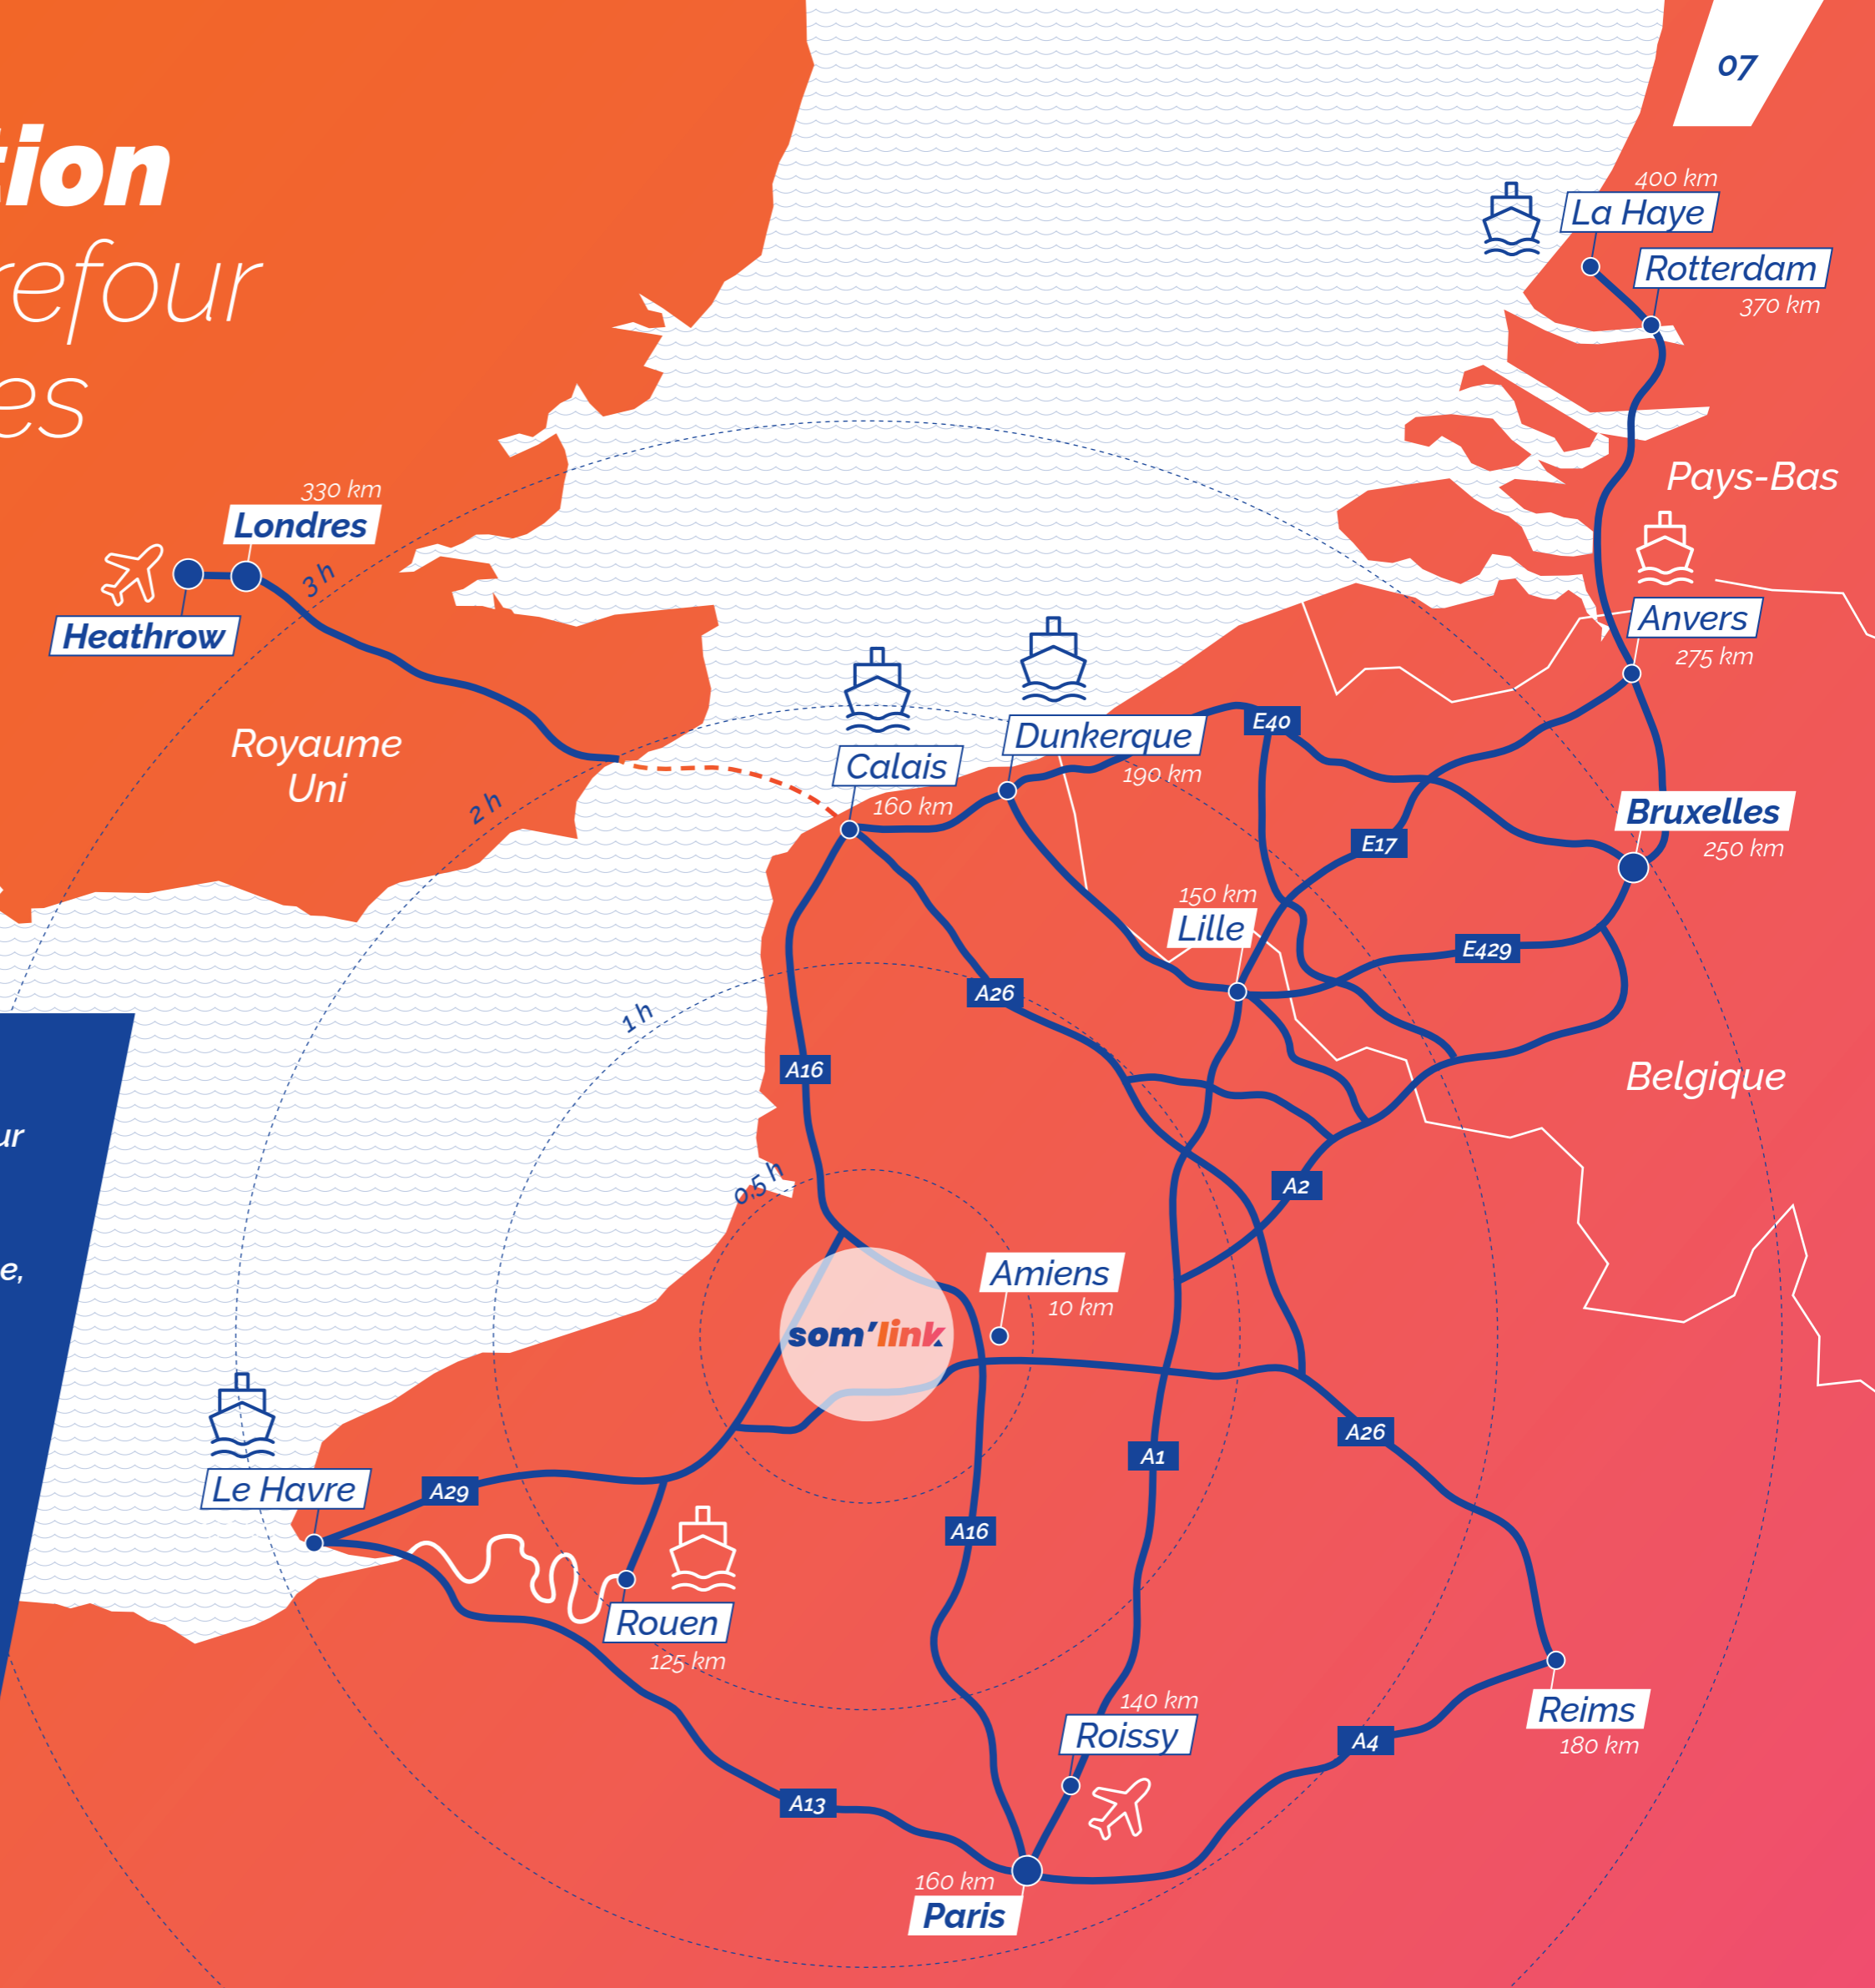 07
tion
refour
es
400 km
La Haye
Rotterdam
370 km
Pays-Bas
330 km
Londres
3 h
Heathrow
Anvers
275 km
Royaume
Uni
2 h
Calais
160 km
Dunkerque
190 km
E40
E17
Bruxelles
250 km
150 km
Lille
E429
1 h
A26
A16
Belgique
ur
0,5 h
A2
e,
som'link
Amiens
10 km
Le Havre
A29
A1
A26
A16
Rouen
125 km
140 km
Roissy
Reims
180 km
A4
A13
160 km
Paris